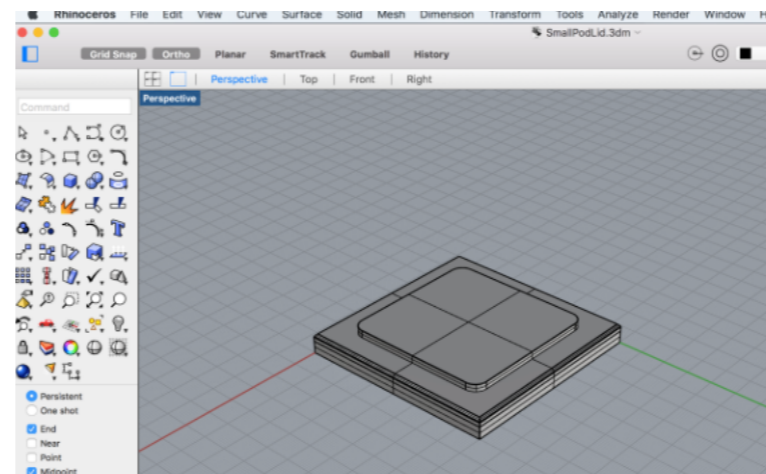 Rhinoceros File Edit View Curve Surface Solid Mesh Dimension Transform Tools Analyze Render Window
SmallPodLid.3dm
Grid Snap Ortho Planar SmartTrack Gumball History
Perspective | Top | Front | Right
Command
Perspective
Persistent
One shot
End
Near
Point
Midpoint